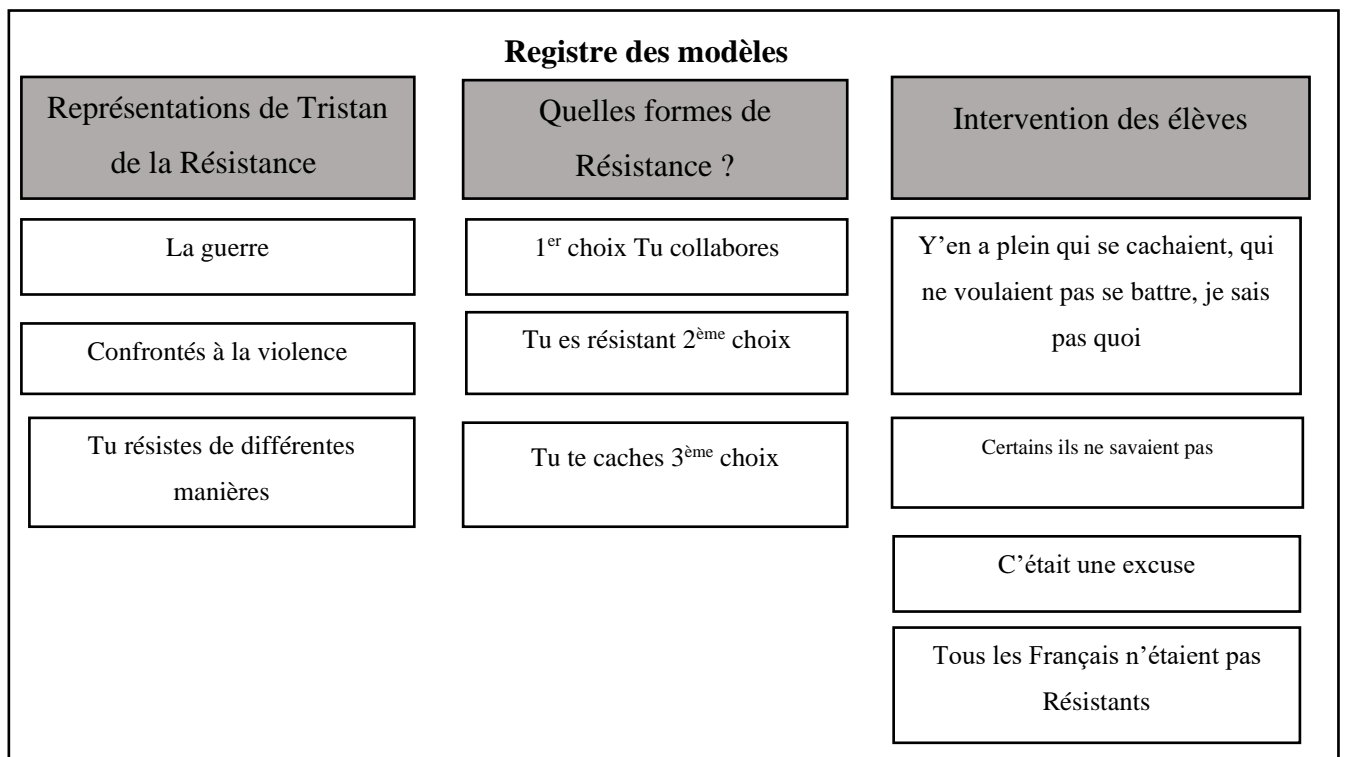 Registre des modèles
Représentations de Tristan
de la Résistance
La guerre
Confrontés à la violence
Tu résistes de différentes
manières
Quelles formes de
Résistance ?
1er choix Tu collabores
Tu es résistant 2ème choix
Tu te caches 3ème choix
Intervention des élèves
Y’en a plein qui se cachaient, qui
ne voulaient pas se battre, je sais
pas quoi
Certains ils ne savaient pas
C’était une excuse
Tous les Français n’étaient pas
Résistants